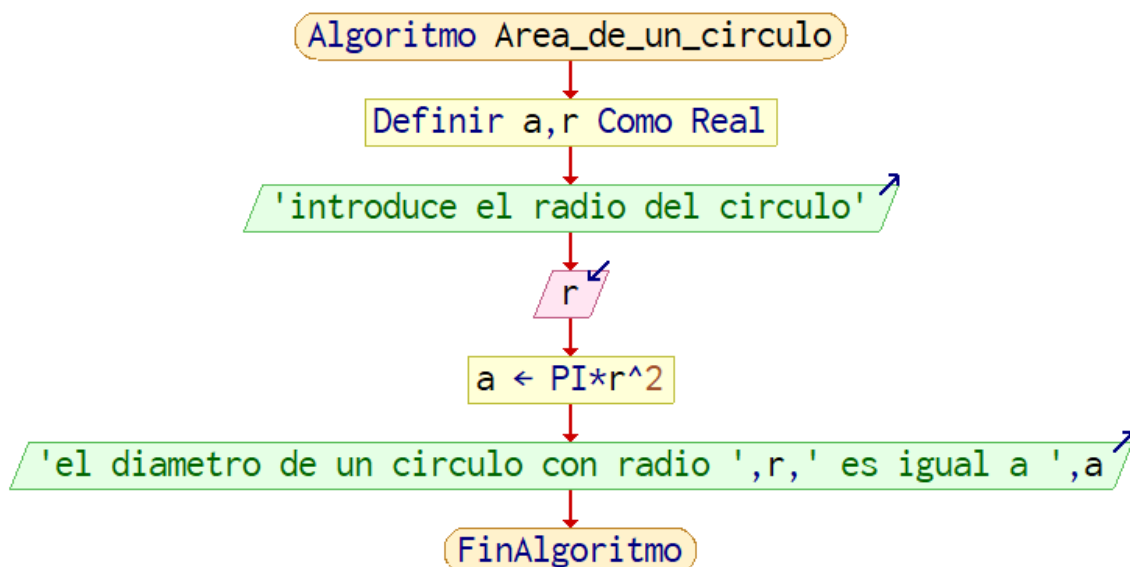 Algoritmo Area_de_un_circulo
Definir a,r Como Real
'introduce el radio del circulo'
r
a ← PI*r^2
'el diametro de un circulo con radio ',r,' es igual a ',a
FinAlgoritmo